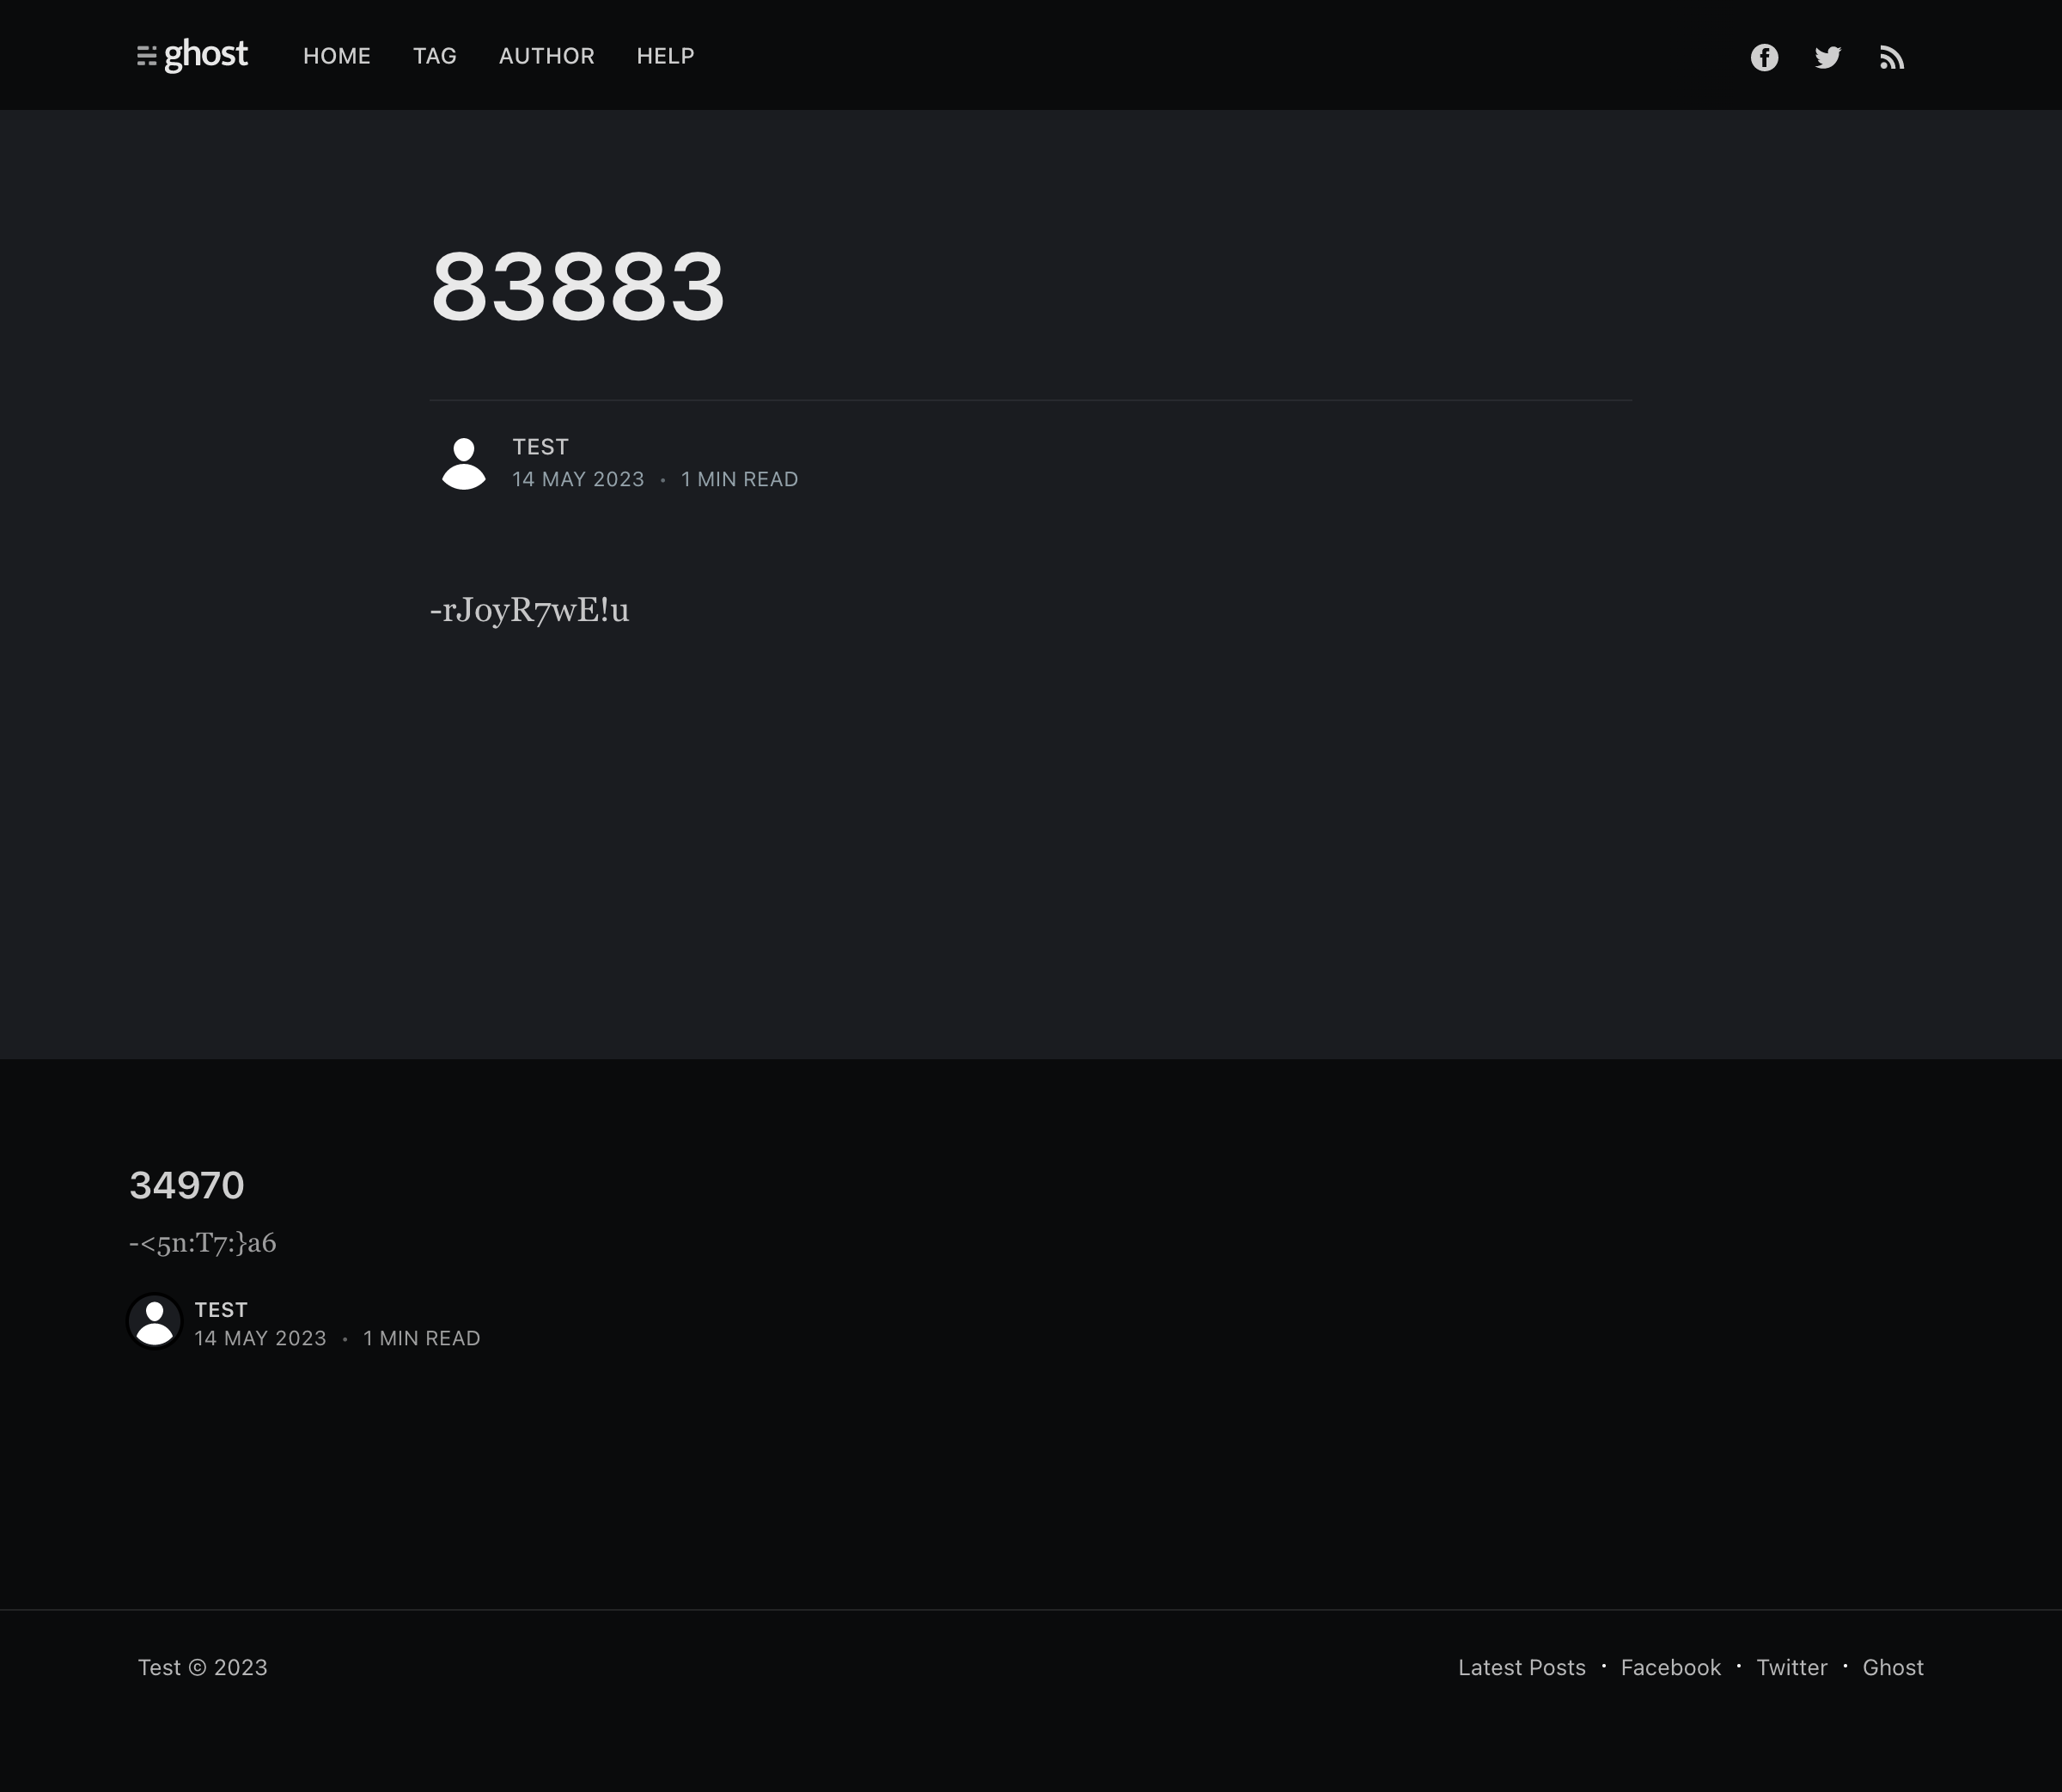 ghost HOME TAG AUTHOR HELP
83883
TEST
14 MAY 2023 • 1 MIN READ
-rJoyR7wE!u
34970
-<5n:T7:}a6
TEST
14 MAY 2023 • 1 MIN READ
Test © 2023 Latest Posts • Facebook • Twitter • Ghost